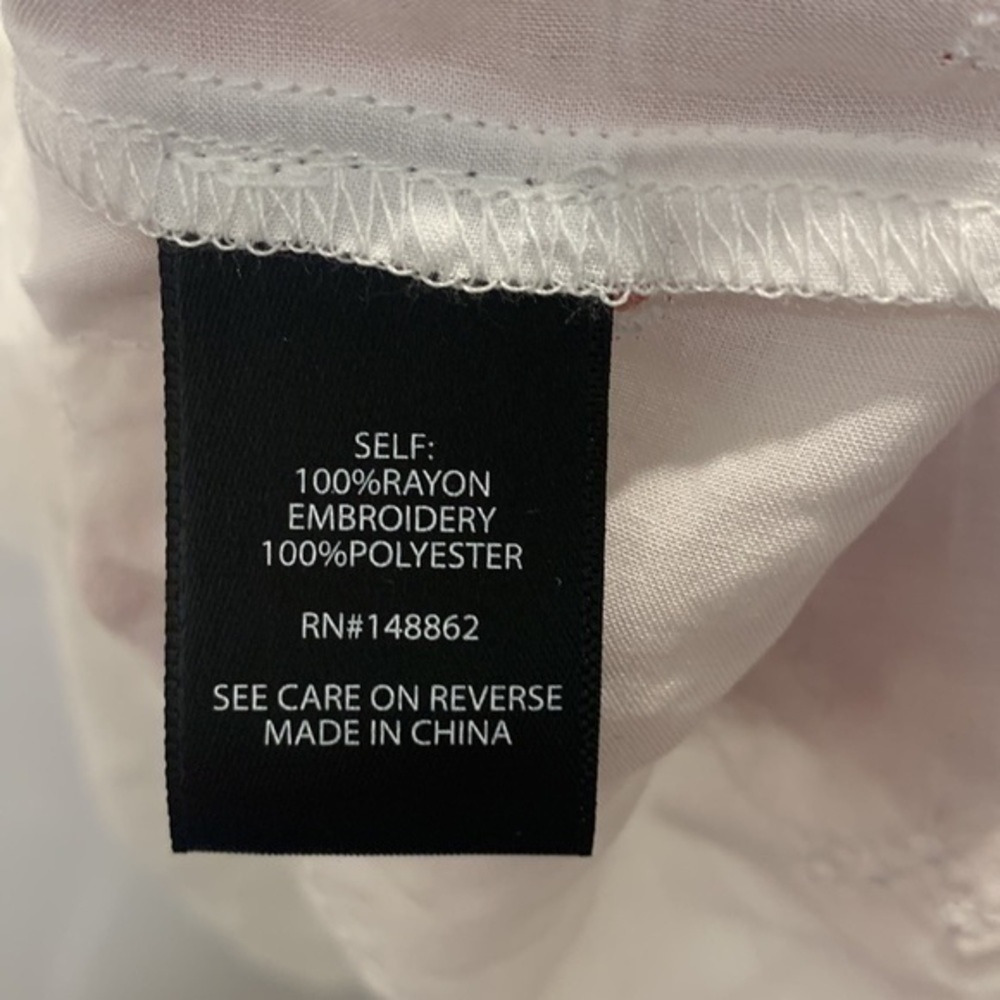 SELF:
100%RAYON
EMBROIDERY
100%POLYESTER
RN#148862
SEE CARE ON REVERSE
MADE IN CHINA